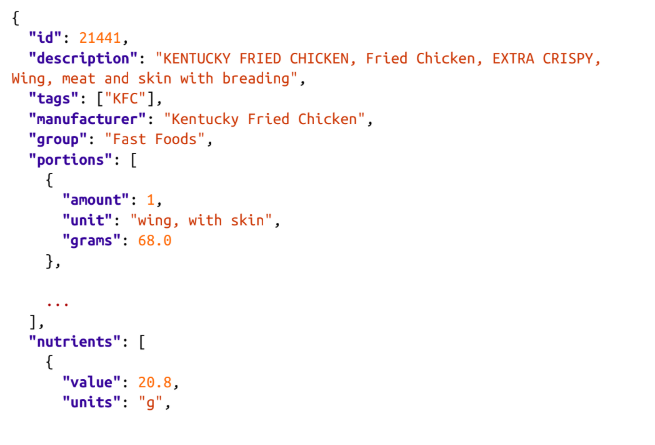 {
"id": 21441,
"description": "KENTUCKY FRIED CHICKEN, Fried Chicken, EXTRA CRISPY,
Wing, meat and skin with breading",
"tags": ["KFC"],
"manufacturer": "Kentucky Fried Chicken",
"group": "Fast Foods",
"portions": [
{
"amount": 1,
"unit": "wing, with skin",
"grams": 68.0
},
...
],
"nutrients": [
{
"value": 20.8,
"units": "g",